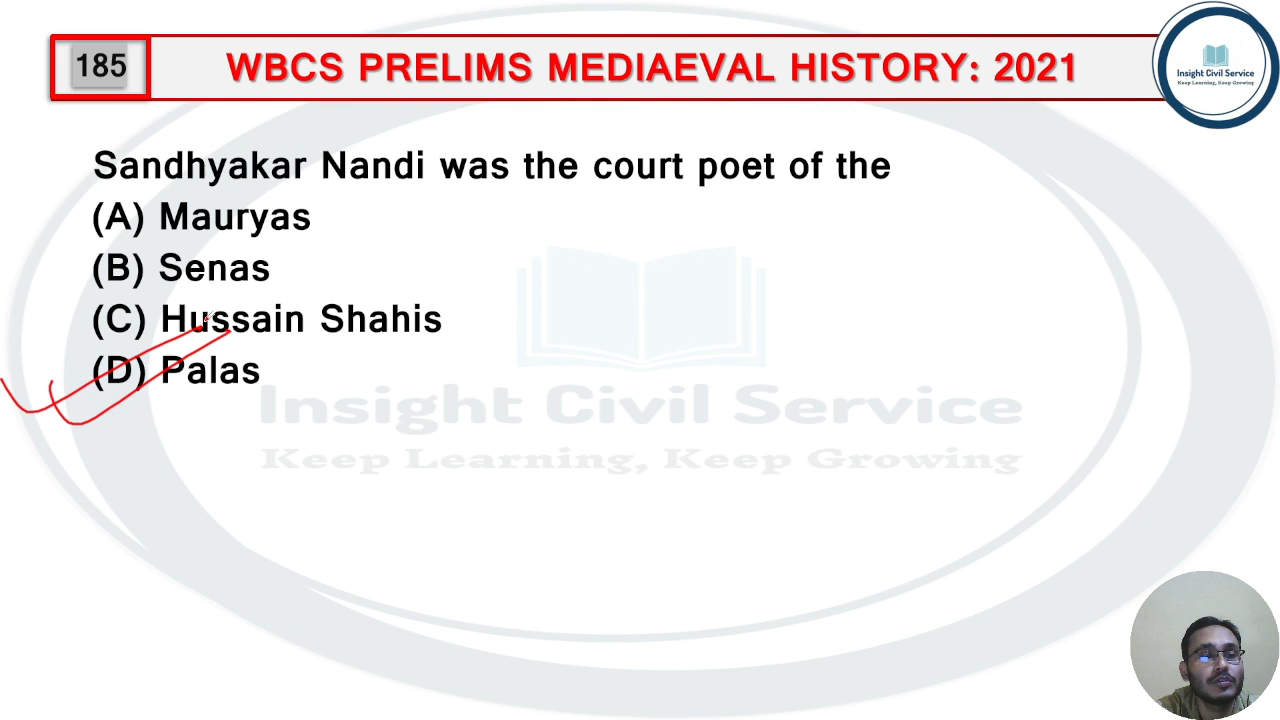 185
WBCS PRELIMS MEDIAEVAL HISTORY: 2021
Insight Civil Service
Keep Learning, Keep Growing
Sandhyakar Nandi was the court poet of the
(A) Mauryas
(B) Senas
(C) Hussain Shahis
(D) Palas
Insight Civil Service
Keep Learning, Keep Growing